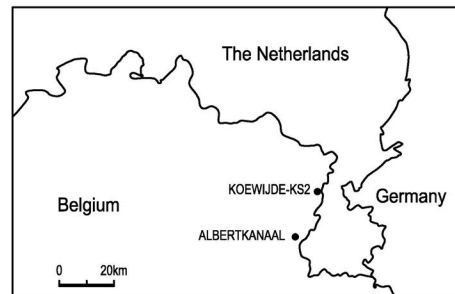 The Netherlands
KOEWIJDE-KS2
Belgium
Germany
ALBERTKANAAL
0 20km